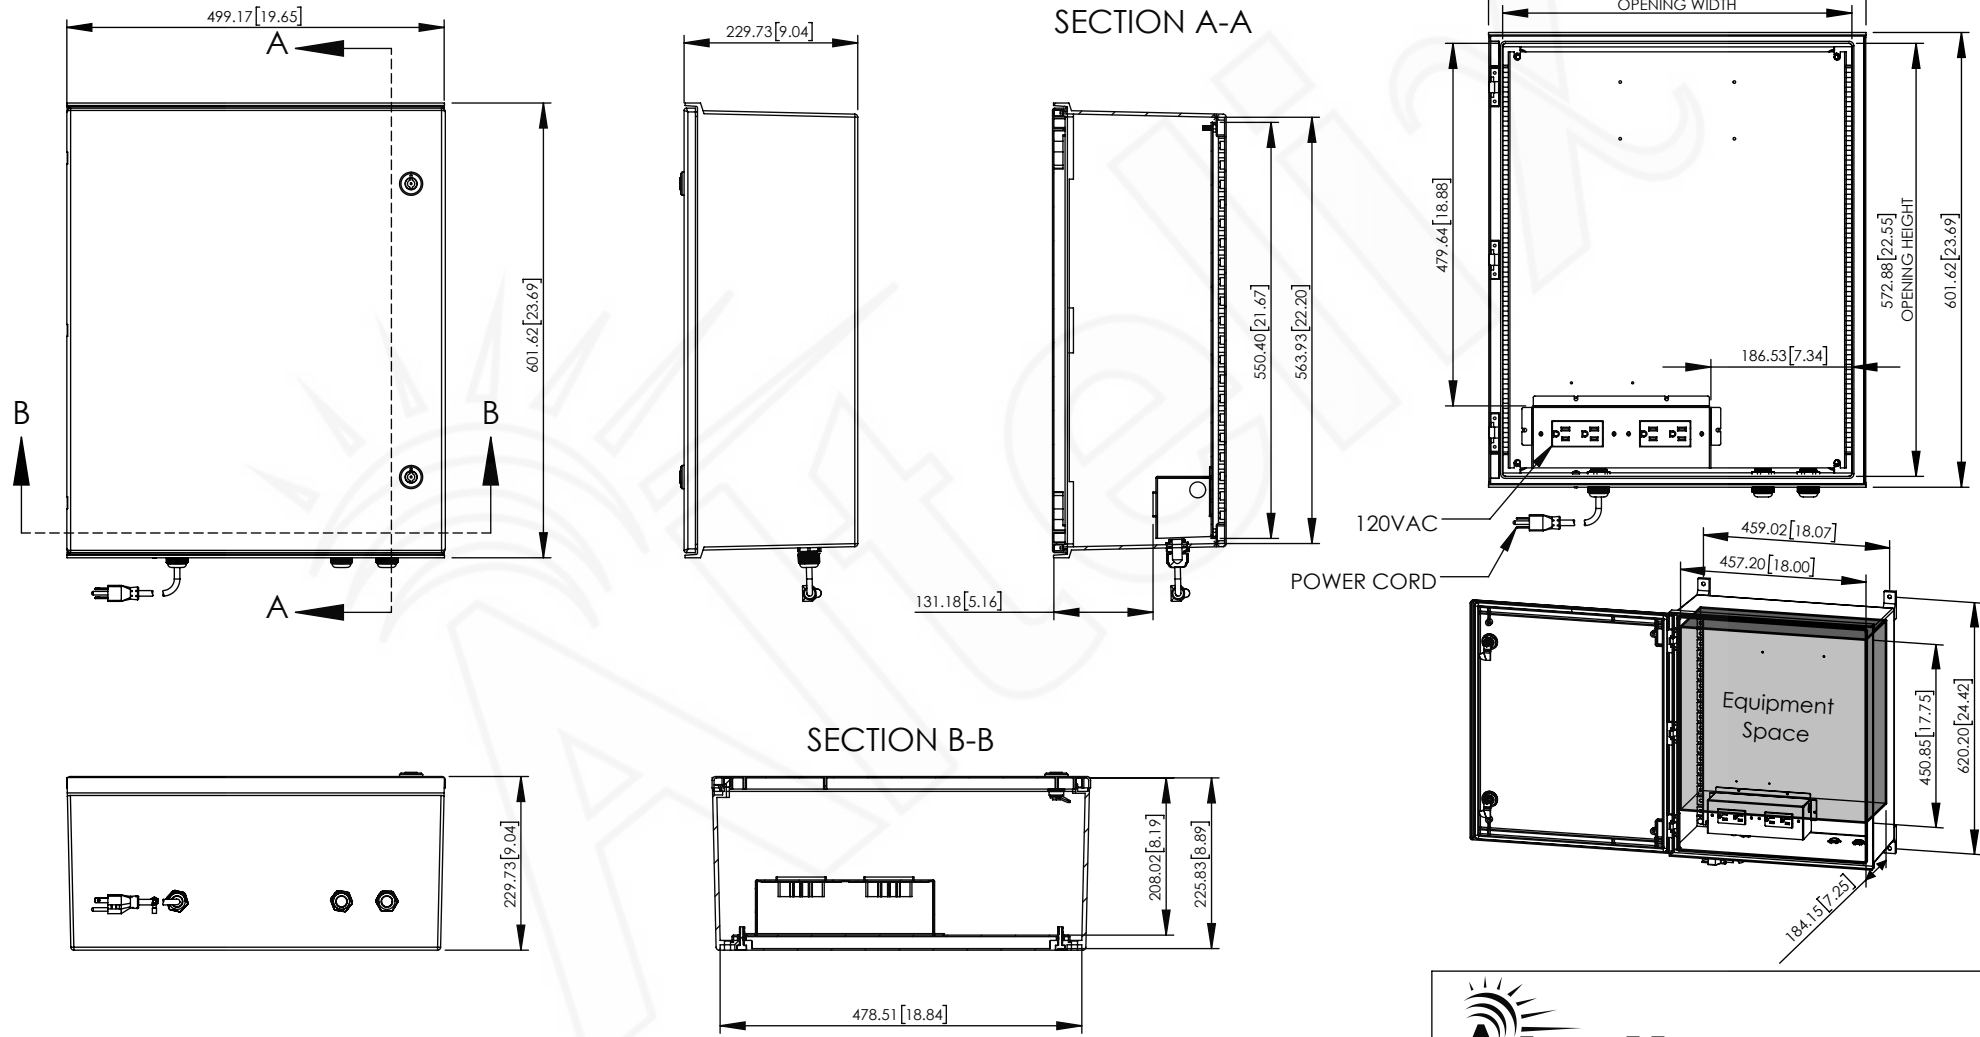 499.17[19.65]
A
229.73[9.04]
SECTION A-A
OPENING WIDTH
601.62[23.69]
B
B
A
550.40[21.67]
563.93[22.20]
131.18[5.16]
479.64[18.88]
572.88[22.55]
OPENING HEIGHT
601.62[23.69]
186.53[7.34]
120VAC
POWER CORD
459.02[18.07]
457.20[18.00]
Equipment
Space
450.85[17.75]
620.20[24.42]
184.15[7.25]
229.73[9.04]
SECTION B-B
208.02[8.19]
225.83[8.89]
478.51[18.84]
Altelix